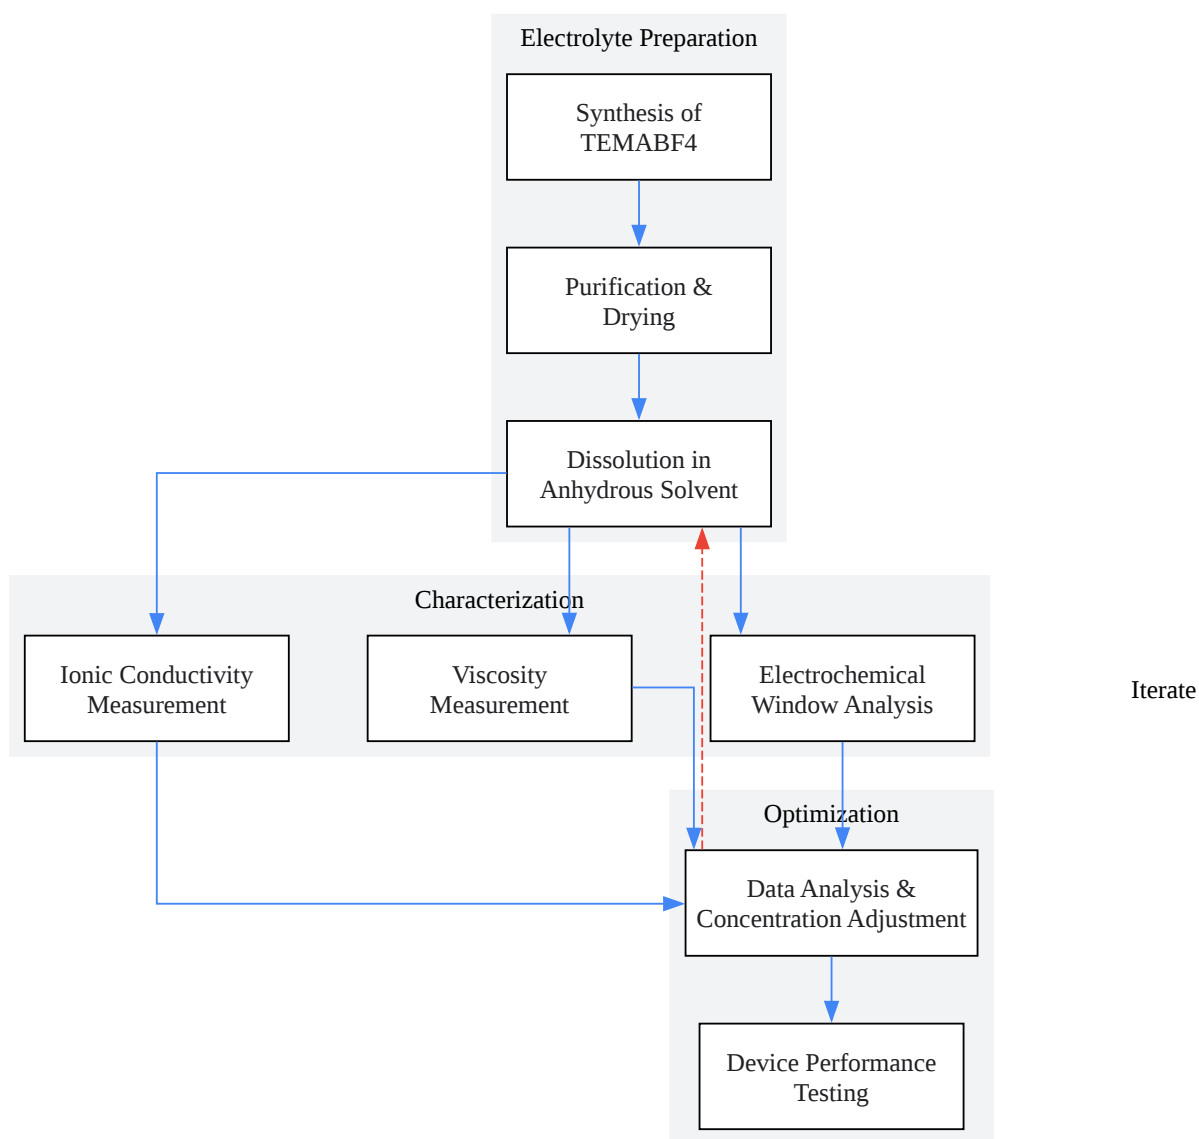 Electrolyte Preparation
Synthesis of
TEMABF4
Purification &
Drying
Dissolution in
Anhydrous Solvent
Characterization
Ionic Conductivity
Measurement
Viscosity
Measurement
Electrochemical
Window Analysis
Iterate
Optimization
Data Analysis &
Concentration Adjustment
Device Performance
Testing